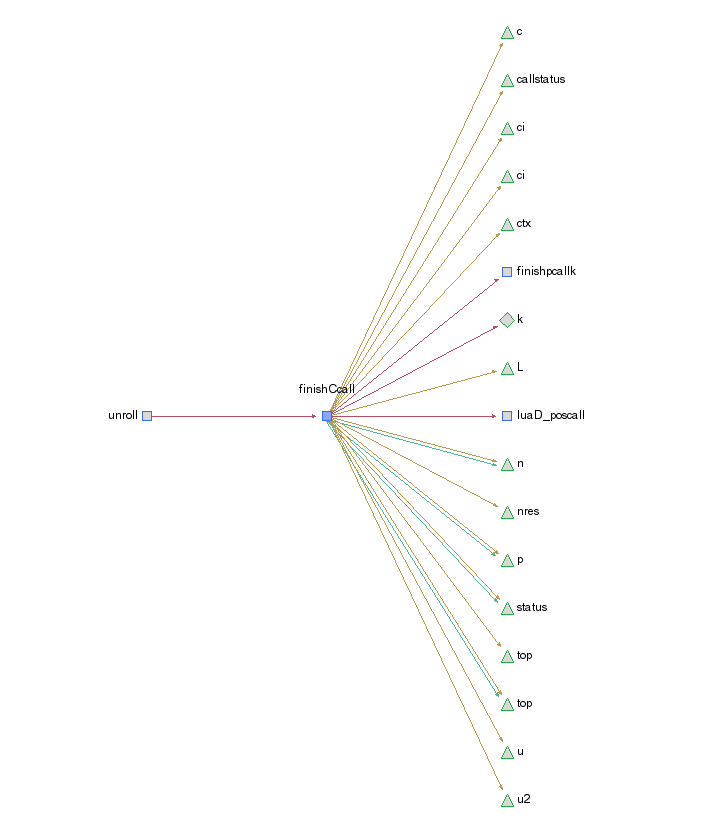 c
callstatus
ci
ci
ctx
finishpcallk
k
L
finishCcall
unroll
luaD_poscall
n
nres
p
status
top
top
u
u2